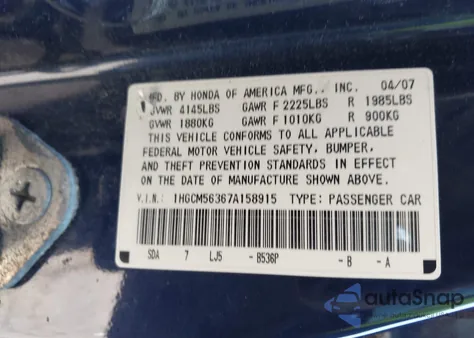 MFD. BY HONDA OF AMERICA MFG., INC. 04/07
GVWR 4145LBS GAWR F 2225LBS R 1985LBS
GVWR 1880KG GAWR F 1010KG R 900KG
THIS VEHICLE CONFORMS TO ALL APPLICABLE
FEDERAL MOTOR VEHICLE SAFETY, BUMPER,
AND THEFT PREVENTION STANDARDS IN EFFECT
ON THE DATE OF MANUFACTURE SHOWN ABOVE.
V.I.N.: 1HGCM56367A158915 TYPE: PASSENGER CAR
SDA 7 LJ5 - B536P - B - A
autoSnap